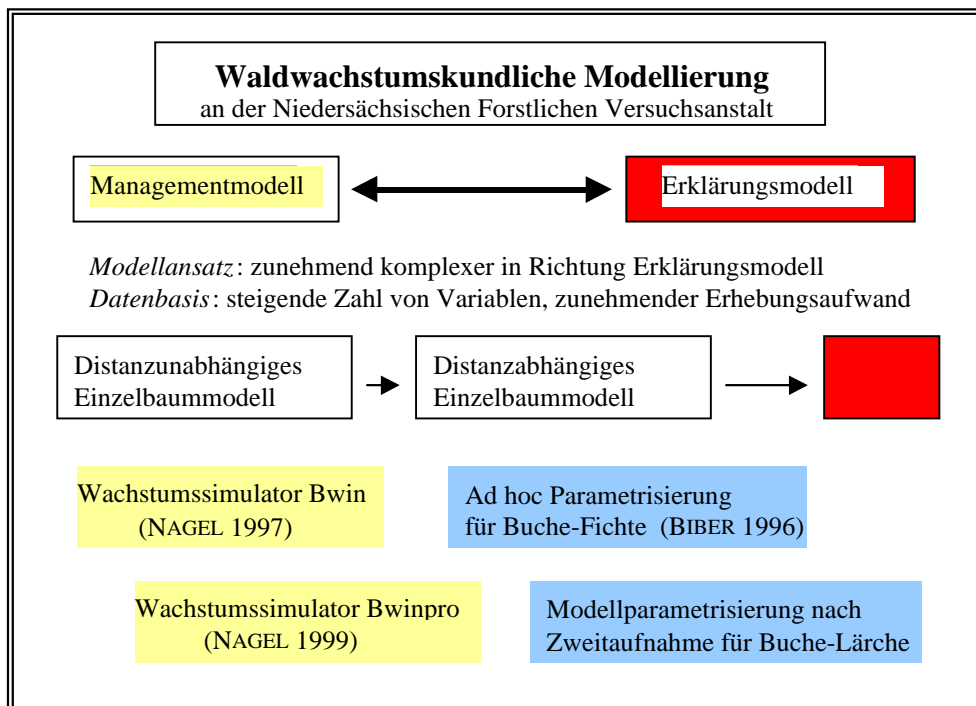 Waldwachstumskundliche Modellierung
an der Niedersächsischen Forstlichen Versuchsanstalt
Managementmodell
Erklärungsmodell
Modellansatz: zunehmend komplexer in Richtung Erklärungsmodell
Datenbasis: steigende Zahl von Variablen, zunehmender Erhebungsaufwand
Distanzunabhängiges
Einzelbaummodell
Distanzabhängiges
Einzelbaummodell
Wachstumssimulator Bwin
(NAGEL 1997)
Ad hoc Parametrisierung
für Buche-Fichte (BIBER 1996)
Wachstumssimulator Bwinpro
(NAGEL 1999)
Modellparametrisierung nach
Zweitaufnahme für Buche-Lärche